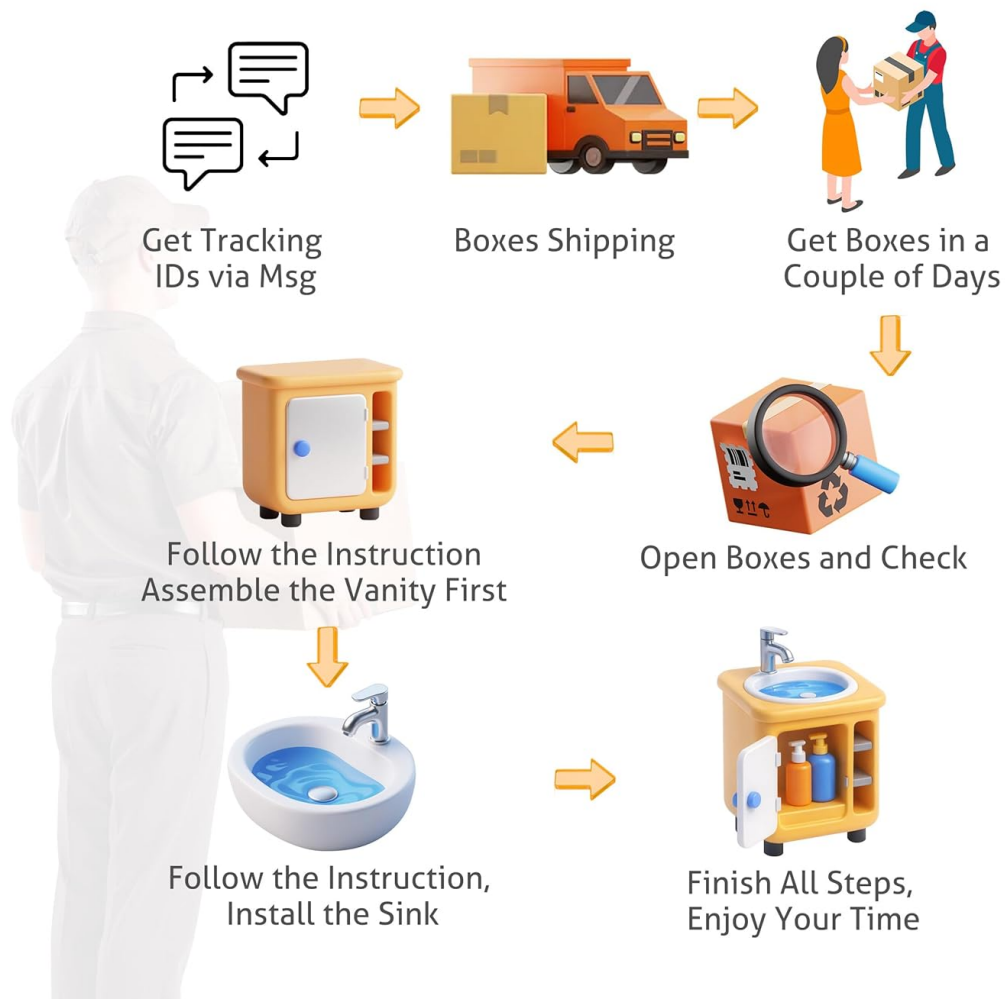 Get Tracking
IDs via Msg
Boxes Shipping
Get Boxes in a
Couple of Days
Open Boxes and Check
Follow the Instruction
Assemble the Vanity First
Follow the Instruction,
Install the Sink
Finish All Steps,
Enjoy Your Time